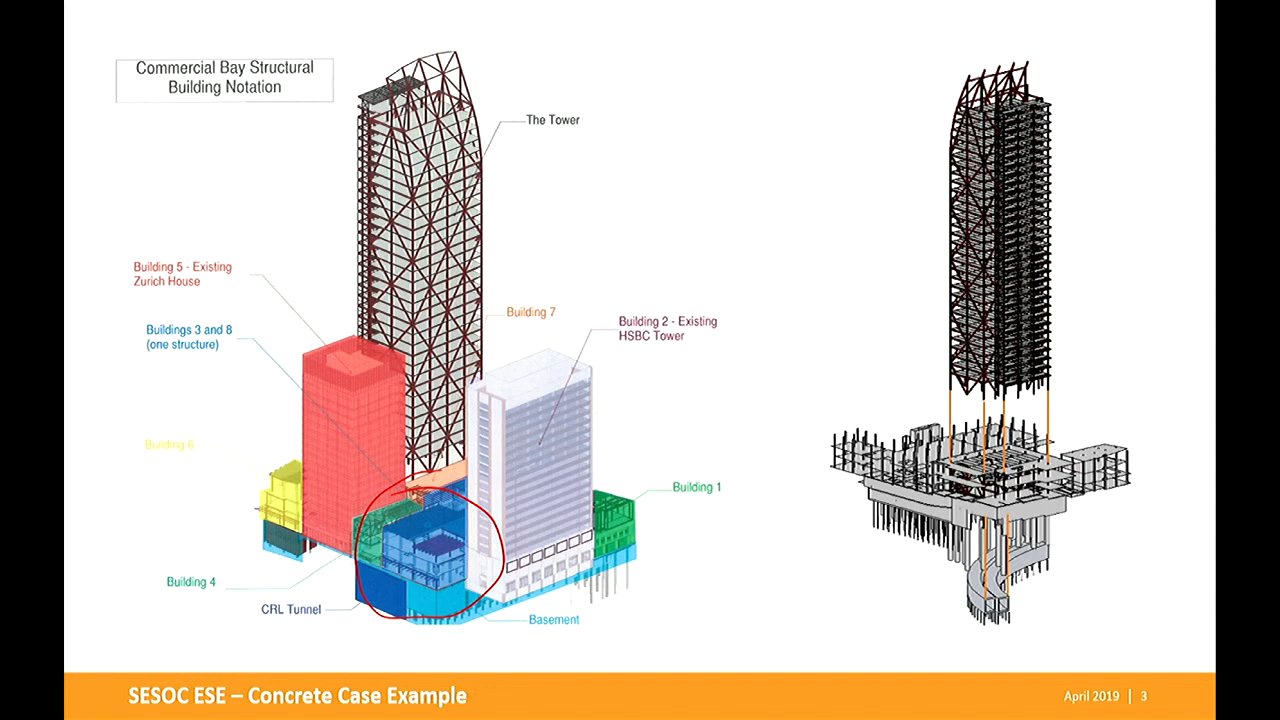 Commercial Bay Structural
Building Notation
The Tower
Building 5 - Existing
Zurich House
Building 7
Building 2 - Existing
HSBC Tower
Buildings 3 and 8
(one structure)
Building 6
Building 1
Building 4
CRL Tunnel
Basement
SESOC ESE – Concrete Case Example
April 2019 | 3